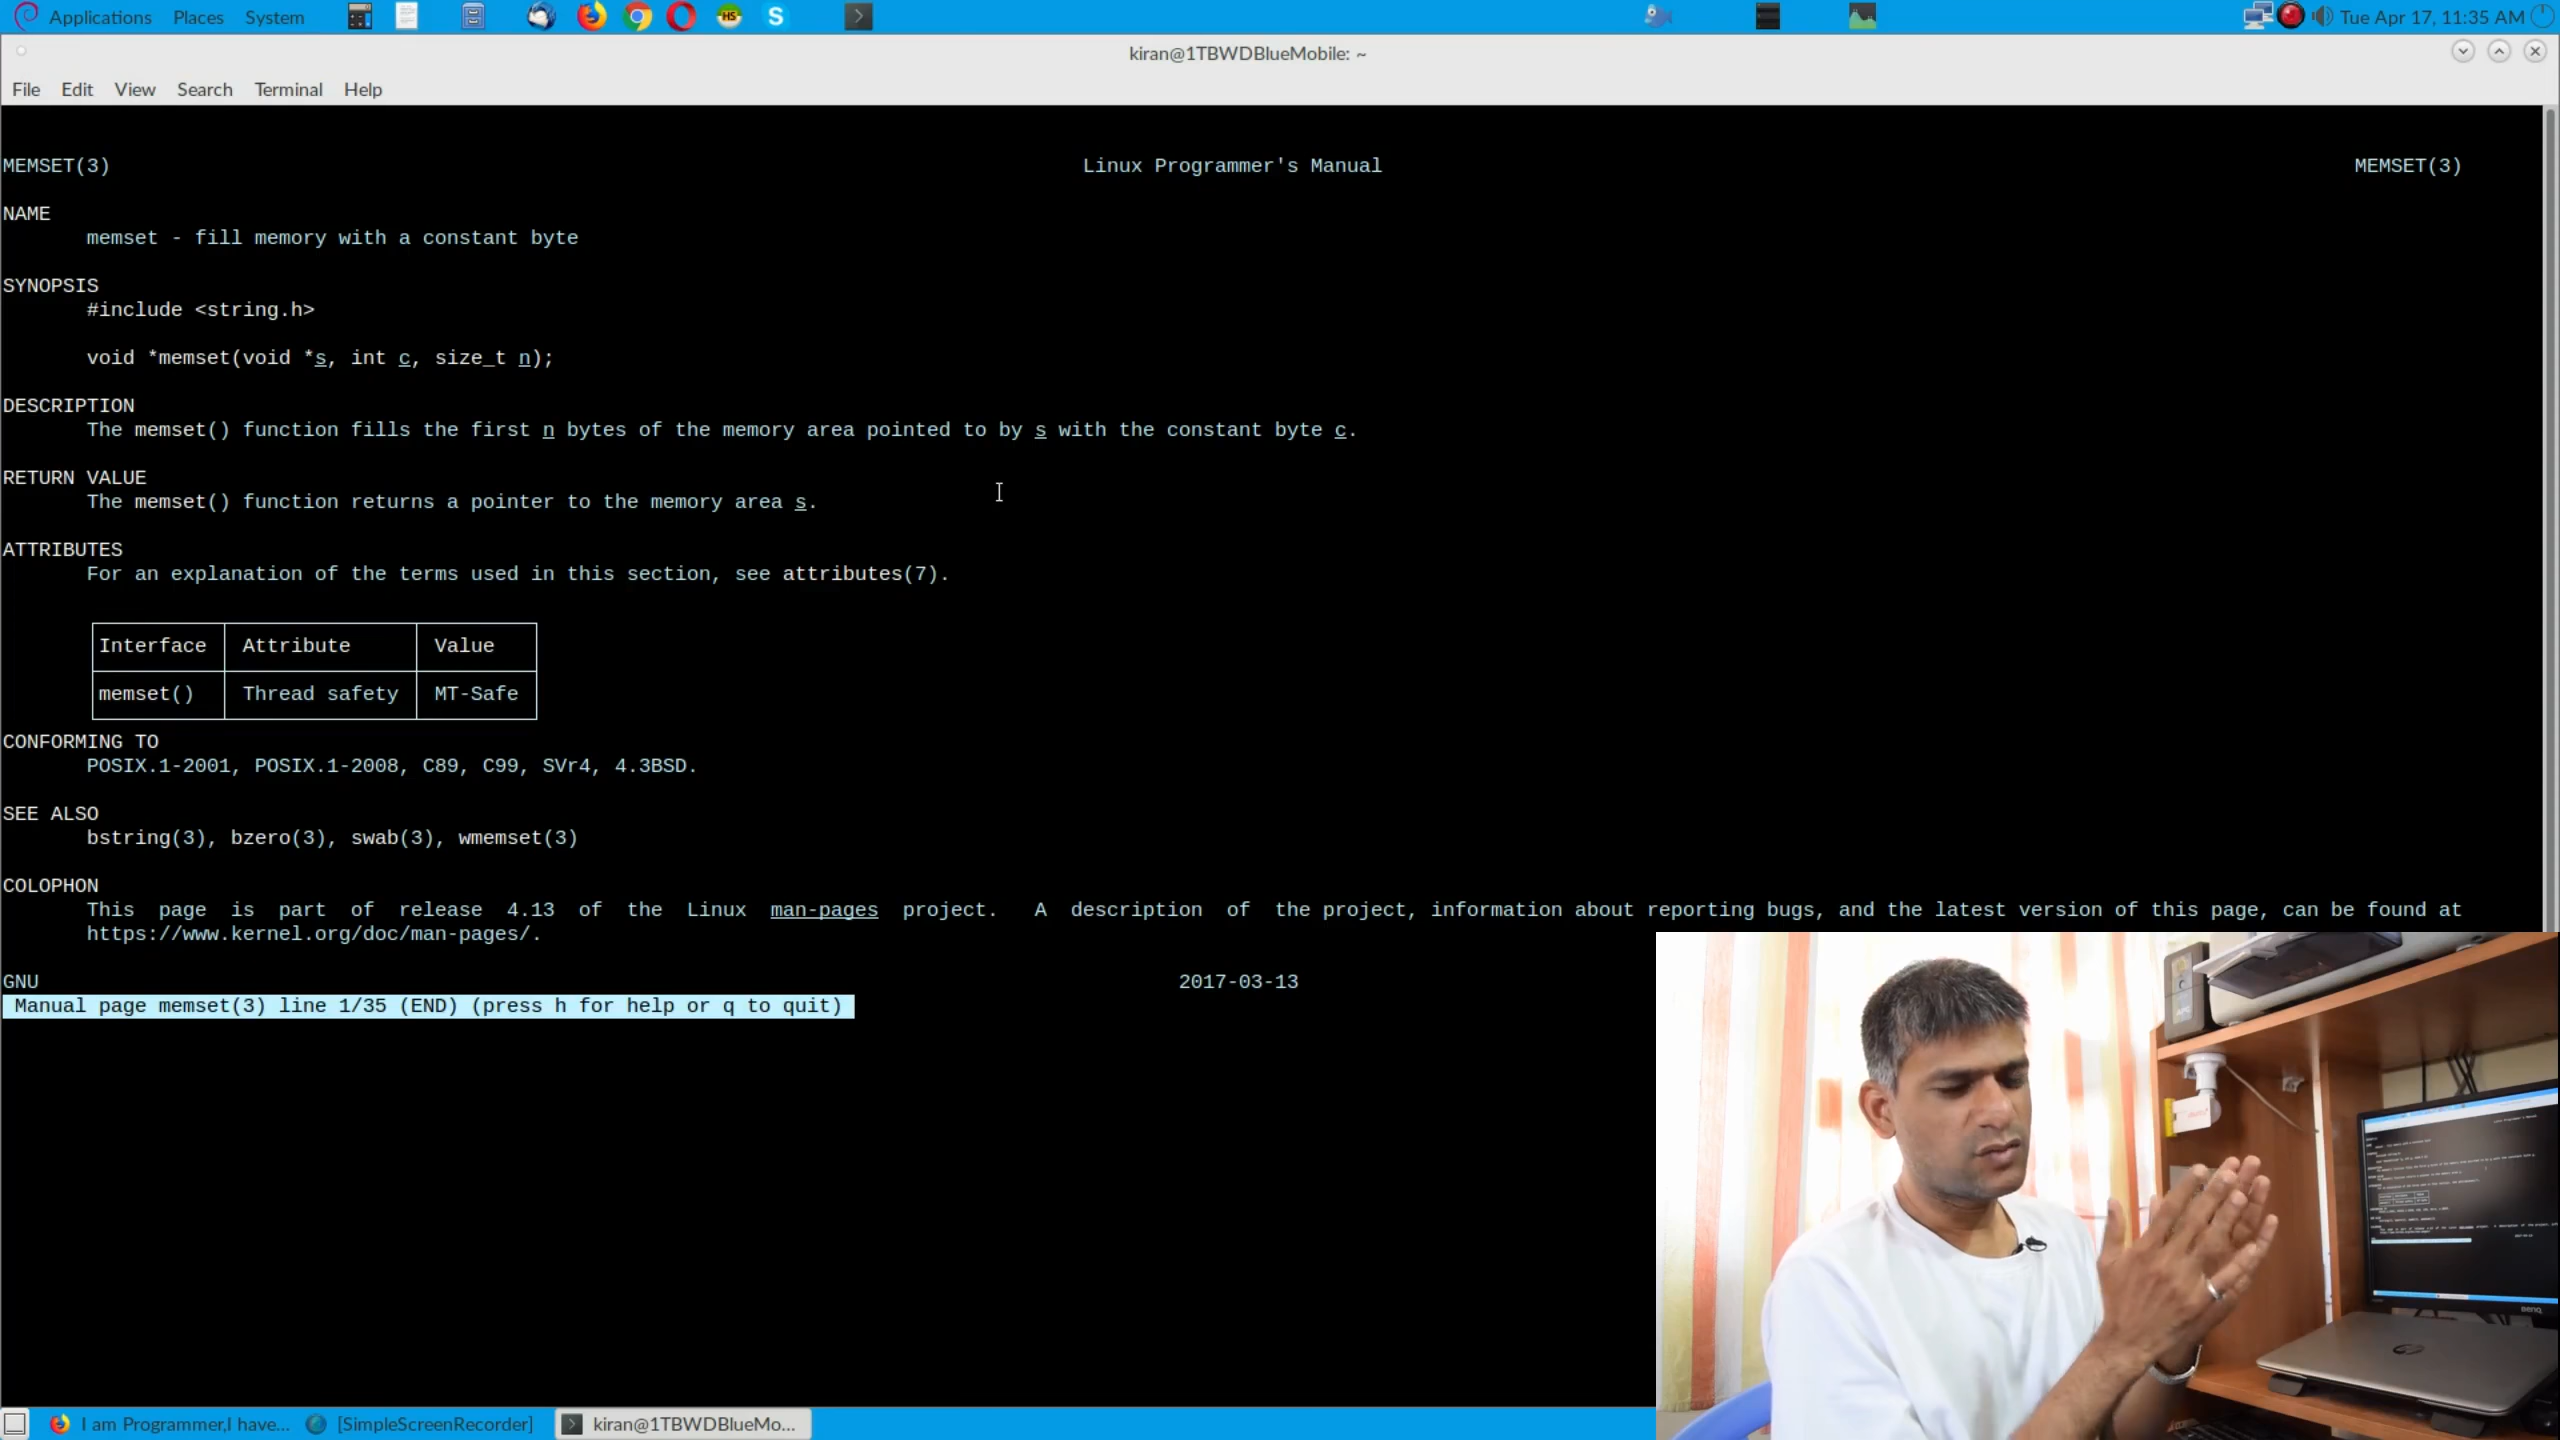 Applications Places System
HS
S
Tue Apr 17, 11:35 AM
kiran@1TBWDBlueMobile: ~
File Edit View Search Terminal Help
MEMSET(3) Linux Programmer's Manual MEMSET(3)
NAME
memset - fill memory with a constant byte
SYNOPSIS
#include <string.h>
void *memset(void *s, int c, size_t n);
DESCRIPTION
The memset() function fills the first n bytes of the memory area pointed to by s with the constant byte c.
RETURN VALUE
The memset() function returns a pointer to the memory area s.
ATTRIBUTES
For an explanation of the terms used in this section, see attributes(7).
Interface Attribute Value
memset() Thread safety MT-Safe
CONFORMING TO
POSIX.1-2001, POSIX.1-2008, C89, C99, SVr4, 4.3BSD.
SEE ALSO
bstring(3), bzero(3), swab(3), wmemset(3)
COLOPHON
This page is part of release 4.13 of the Linux man-pages project. A description of the project, information about reporting bugs, and the latest version of this page, can be found at
https://www.kernel.org/doc/man-pages/.
GNU 2017-03-13
Manual page memset(3) line 1/35 (END) (press h for help or q to quit)
BenQ
I am Programmer,I have... [SimpleScreenRecorder] kiran@1TBWDBlueMo...